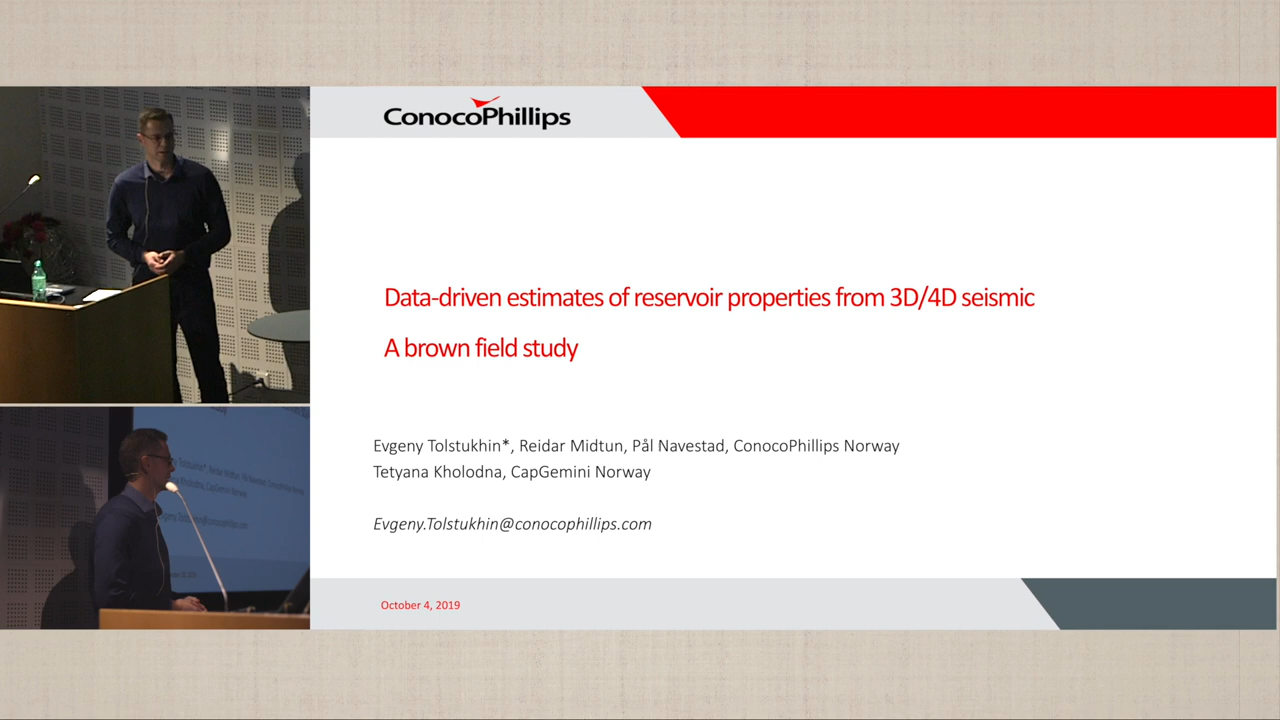 ConocoPhillips
Data-driven estimates of reservoir properties from 3D/4D seismic
A brown field study
Evgeny Tolstukhin*, Reidar Midtun, Pål Navestad, ConocoPhillips Norway
Tetyana Kholodna, CapGemini Norway
Evgeny.Tolstukhin@conocophillips.com
October 4, 2019